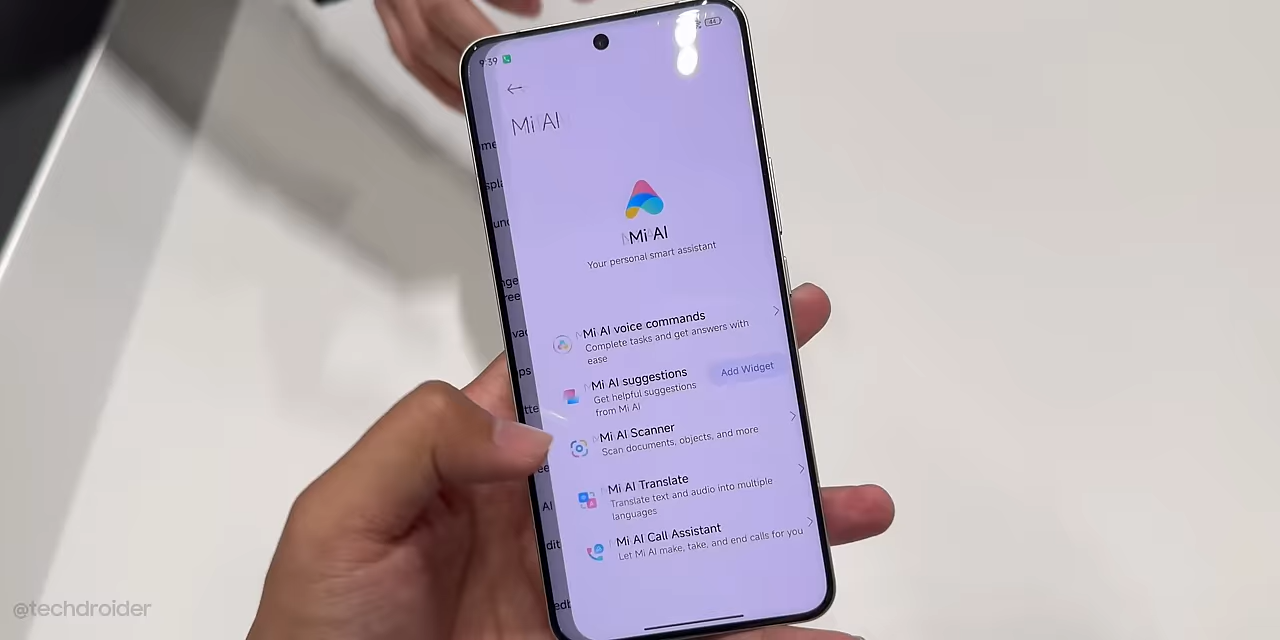 9:39
44
Mi AI
Mi AI
Your personal smart assistant
Mi AI voice commands
Complete tasks and get answers with
ease
Mi AI suggestions
Get helpful suggestions
from Mi AI
Add Widget
Mi AI Scanner
Scan documents, objects, and more
Mi AI Translate
Translate text and audio into multiple
languages
Mi AI Call Assistant
Let Mi AI make, take, and end calls for you
@techdroider